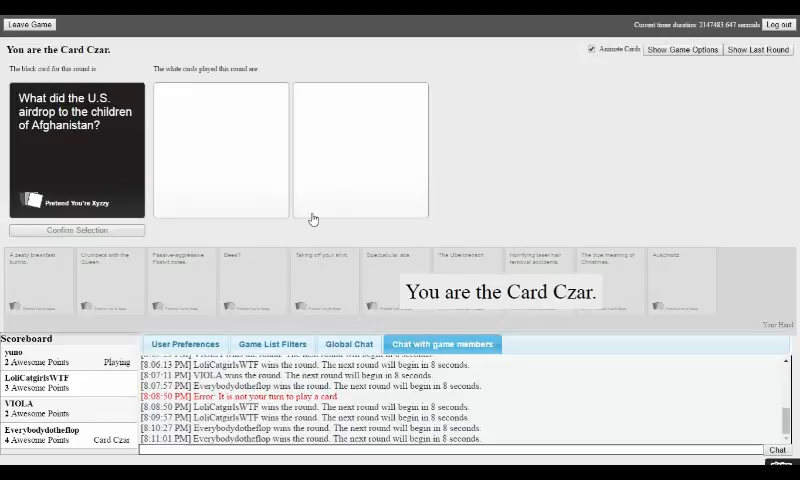 Leave Game
Current timer duration: 2147483.647 seconds
Log out
You are the Card Czar.
Animate Cards
Show Game Options
Show Last Round
The black card for this round is
The white cards played this round are
What did the U.S.
airdrop to the children
of Afghanistan?
Pretend You're Xyzzy
Confirm Selection
A zesty breakfast
burrito.
Crumpets with the
Queen.
Passive-aggressive
Post-it notes.
Bees?
Taking off your shirt.
Spectacular abs.
The Übermensch.
Horrifying laser hair
removal accidents.
The true meaning of
Christmas.
Auschwitz.
You are the Card Czar.
Your Hand
Scoreboard
yuno
2 Awesome Points
Playing
LoliCatgirlsWTF
3 Awesome Points
VIOLA
2 Awesome Points
Everybodydotheflop
4 Awesome Points
Card Czar
User Preferences
Game List Filters
Global Chat
Chat with game members
VIOLA wins the round. The next round will begin in 8 seconds.
[8:06:13 PM] LoliCatgirlsWTF wins the round. The next round will begin in 8 seconds.
[8:07:11 PM] VIOLA wins the round. The next round will begin in 8 seconds.
[8:07:57 PM] Everybodydotheflop wins the round. The next round will begin in 8 seconds.
[8:08:50 PM] Error: It is not your turn to play a card.
[8:08:50 PM] LoliCatgirlsWTF wins the round. The next round will begin in 8 seconds.
[8:09:57 PM] LoliCatgirlsWTF wins the round. The next round will begin in 8 seconds.
[8:10:27 PM] Everybodydotheflop wins the round. The next round will begin in 8 seconds.
[8:11:01 PM] Everybodydotheflop wins the round. The next round will begin in 8 seconds.
Chat